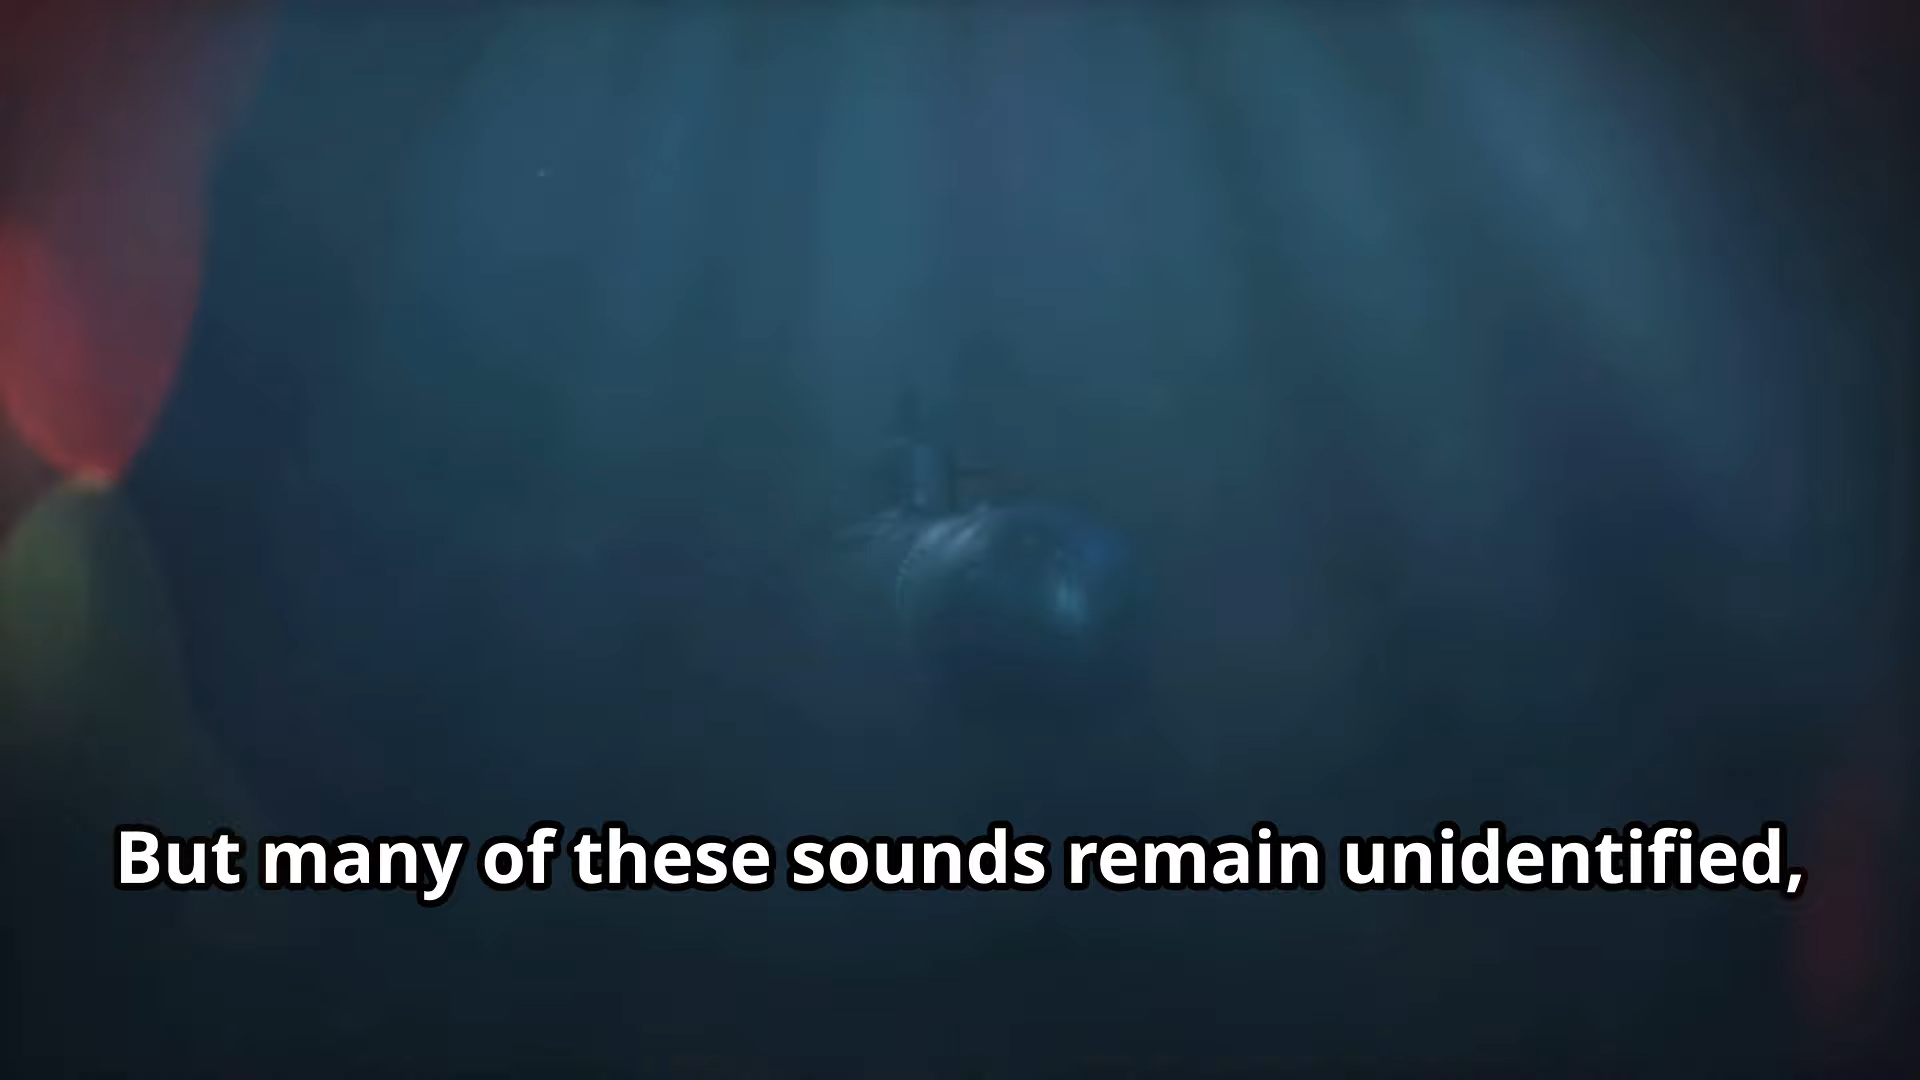 But many of these sounds remain unidentified,